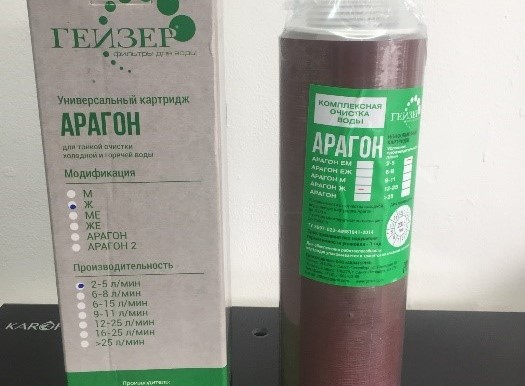 ГЕЙЗЕР
фильтры для воды
Универсальный картридж
АРАГОН
для тонкой очистки
холодной и горячей воды
Модификация
М
Ж
МЕ
ЖЕ
АРАГОН
АРАГОН 2
Производительность
2-5 л/мин
6-8 л/мин
6-15 л/мин
9-11 л/мин
12-25 л/мин
16-25 л/мин
>25 л/мин
Производитель:
КОМПЛЕКСНАЯ
ОЧИСТКА
ВОДЫ
ГЕЙЗЕР
АРАГОН
АРАГОН ЕМ
АРАГОН ЕЖ
АРАГОН М
АРАГОН Ж
АРАГОН
2-5
6-8
9-11
12-25
>25
KAROF